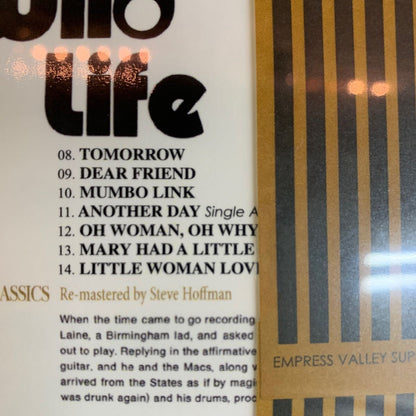 Life
08. TOMORROW
09. DEAR FRIEND
10. MUMBO LINK
11. ANOTHER DAY Single A
12. OH WOMAN, OH WHY
13. MARY HAD A LITTLE
14. LITTLE WOMAN LOV
ASSICS Re-mastered by Steve Hoffman
When the time came to go recording
Laine, a Birmingham lad, and asked
out to play. Replying in the affirmative
guitar, and he and the Macs, along
arrived from the States as if by magi
was drunk again) and his drums, proc
EMPRESS VALLEY SUP